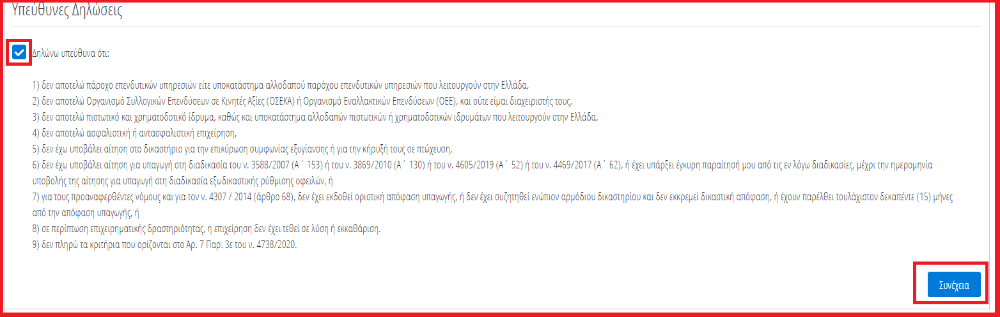 Υπεύθυνες Δηλώσεις
Δηλώνω υπεύθυνα ότι:
1) δεν αποτελώ πάροχο επενδυτικών υπηρεσιών είτε υποκατάστημα αλλοδαπού παρόχου επενδυτικών υπηρεσιών που λειτουργούν στην Ελλάδα,
2) δεν αποτελώ Οργανισμό Συλλογικών Επενδύσεων σε Κινητές Αξίες (ΟΣΕΚΑ) ή Οργανισμό Εναλλακτικών Επενδύσεων (ΟΕΕ), και ούτε είμαι διαχειριστής τους,
3) δεν αποτελώ πιστωτικό και χρηματοδοτικό ίδρυμα, καθώς και υποκατάστημα αλλοδαπών πιστωτικών ή χρηματοδοτικών ιδρυμάτων που λειτουργούν στην Ελλάδα,
4) δεν αποτελώ ασφαλιστική ή αντασφαλιστική επιχείρηση,
5) δεν έχω υποβάλει αίτηση στο δικαστήριο για την επικύρωση συμφωνίας εξυγίανσης ή για την κήρυξή τους σε πτώχευση,
6) δεν έχω υποβάλει αίτηση για υπαγωγή στη διαδικασία του ν. 3588/2007 (Α΄ 153) ή του ν. 3869/2010 (Α΄ 130) ή του ν. 4605/2019 (Α΄ 52) ή του ν. 4469/2017 (Α΄ 62), ή έχει υπάρξει έγκυρη παραίτησή μου από τις εν λόγω διαδικασίες, μέχρι την ημερομηνία
υποβολής της αίτησης για υπαγωγή στη διαδικασία εξωδικαστικής ρύθμισης οφειλών, ή
7) για τους προαναφερθέντες νόμους και για τον ν. 4307 / 2014 (άρθρο 68), δεν έχει εκδοθεί οριστική απόφαση υπαγωγής, ή δεν έχει συζητηθεί ενώπιον αρμόδιου δικαστηρίου και δεν εκκρεμεί δικαστική απόφαση, ή έχουν παρέλθει τουλάχιστον δεκαπέντε (15) μήνες
από την απόφαση υπαγωγής, ή
8) σε περίπτωση επιχειρηματικής δραστηριότητας, η επιχείρηση δεν έχει τεθεί σε λύση ή εκκαθάριση.
9) δεν πληρώ τα κριτήρια που ορίζονται στο Άρ. 7 Παρ. 3ε του ν. 4738/2020.
Συνέχεια